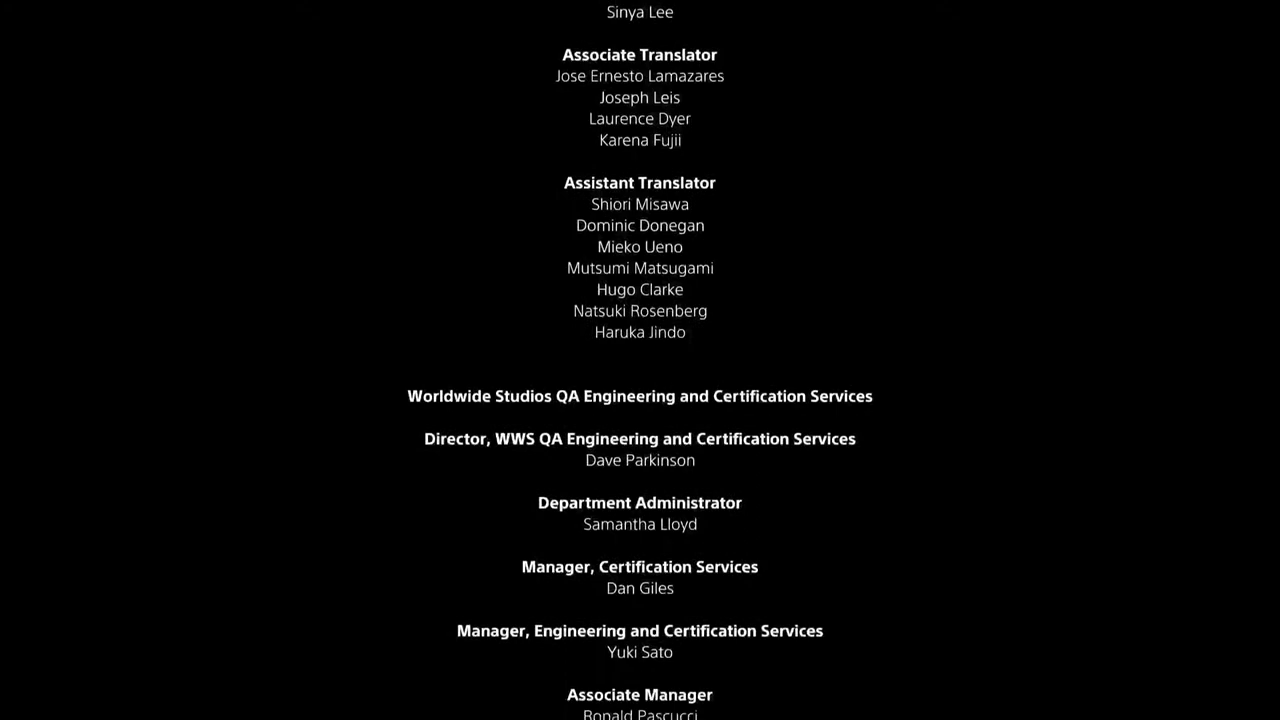 Sinya Lee
Associate Translator
Jose Ernesto Lamazares
Joseph Leis
Laurence Dyer
Karena Fujii
Assistant Translator
Shiori Misawa
Dominic Donegan
Mieko Ueno
Mutsumi Matsugami
Hugo Clarke
Natsuki Rosenberg
Haruka Jindo
Worldwide Studios QA Engineering and Certification Services
Director, WWS QA Engineering and Certification Services
Dave Parkinson
Department Administrator
Samantha Lloyd
Manager, Certification Services
Dan Giles
Manager, Engineering and Certification Services
Yuki Sato
Associate Manager
Ronald Pascucci